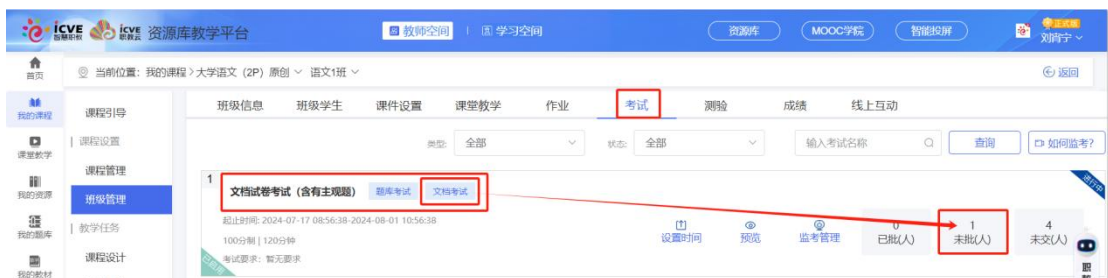 icve 智慧职教 icve 职教云 资源库教学平台 教师空间 学习空间 资源库 MOOC学院 智能投屏 正式版 刘肖宁
首页 当前位置: 我的课程 > 大学语文 (2P) 原创 语文1班 返回
我的课程 课程引导 班级信息 班级学生 课件设置 课堂教学 作业 考试 测验 成绩 线上互动
课堂教学 课程设置 类型: 全部 状态: 全部 输入考试名称 查询 如何监考?
我的资源 课程管理
班级管理 1 文档试卷考试 (含有主观题) 题库考试 文档考试 进行中
我的题库 教学任务 起止时间: 2024-07-17 08:56:38-2024-08-01 10:56:38
100分制 | 120分钟 设置时间 预览 监考管理 0 已批(人) 1 未批(人) 4 未交(人)
我的教材 课程设计 已启用 考试要求: 暂无要求 职